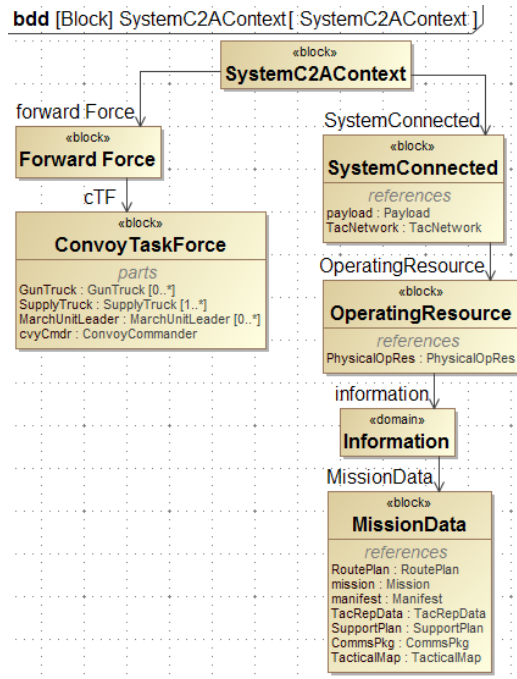 bdd [Block] SystemC2AContext[ SystemC2AContext ]
«block»
SystemC2AContext
forward Force
«block»
Forward Force
cTF
«block»
ConvoyTaskForce
parts
GunTruck : GunTruck [0..*]
SupplyTruck : SupplyTruck [1..*]
MarchUnitLeader : MarchUnitLeader [0..*]
cvyCmdr : ConvoyCommander
SystemConnected
«block»
SystemConnected
references
payload : Payload
TacNetwork : TacNetwork
OperatingResource
«block»
OperatingResource
references
PhysicalOpRes : PhysicalOpRes
information
«domain»
Information
MissionData
«block»
MissionData
references
RoutePlan : RoutePlan
mission : Mission
manifest : Manifest
TacRepData : TacRepData
SupportPlan : SupportPlan
CommsPkg : CommsPkg
TacticalMap : TacticalMap